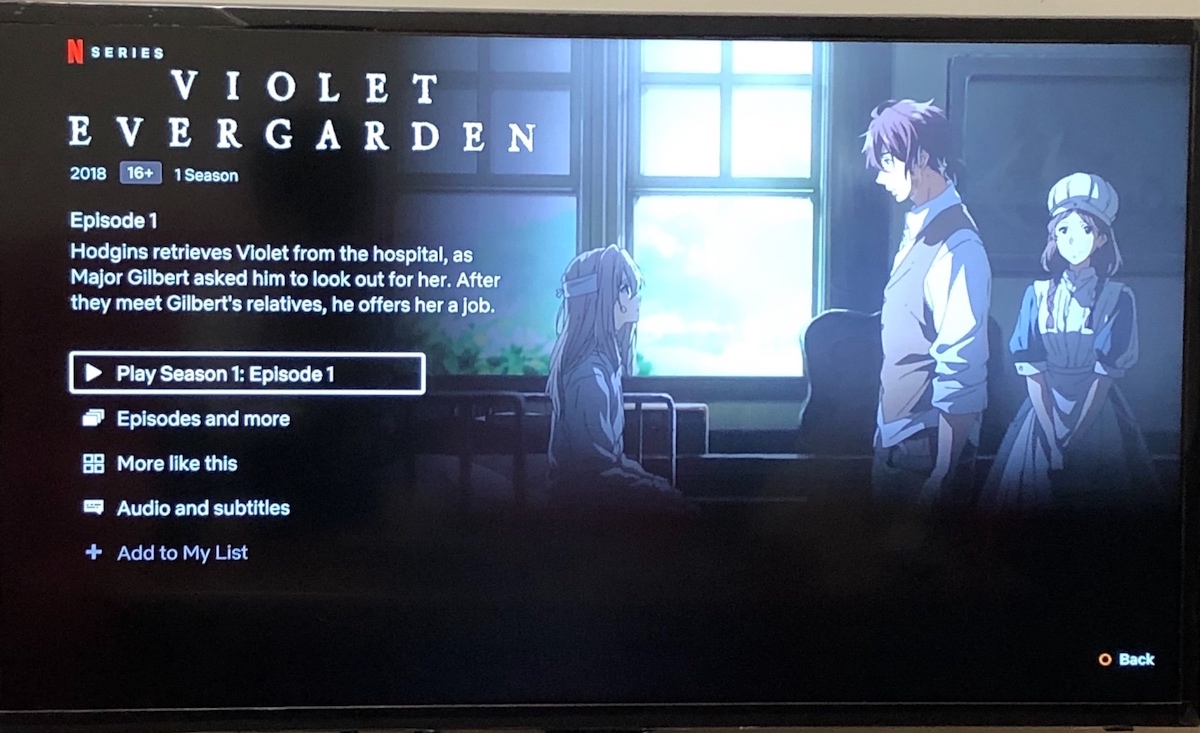 N SERIES
VIOLET
EVERGARDEN
2018 16+ 1 Season
Episode 1
Hodgins retrieves Violet from the hospital, as
Major Gilbert asked him to look out for her. After
they meet Gilbert's relatives, he offers her a job.
Play Season 1: Episode 1
Episodes and more
More like this
Audio and subtitles
+ Add to My List
Back